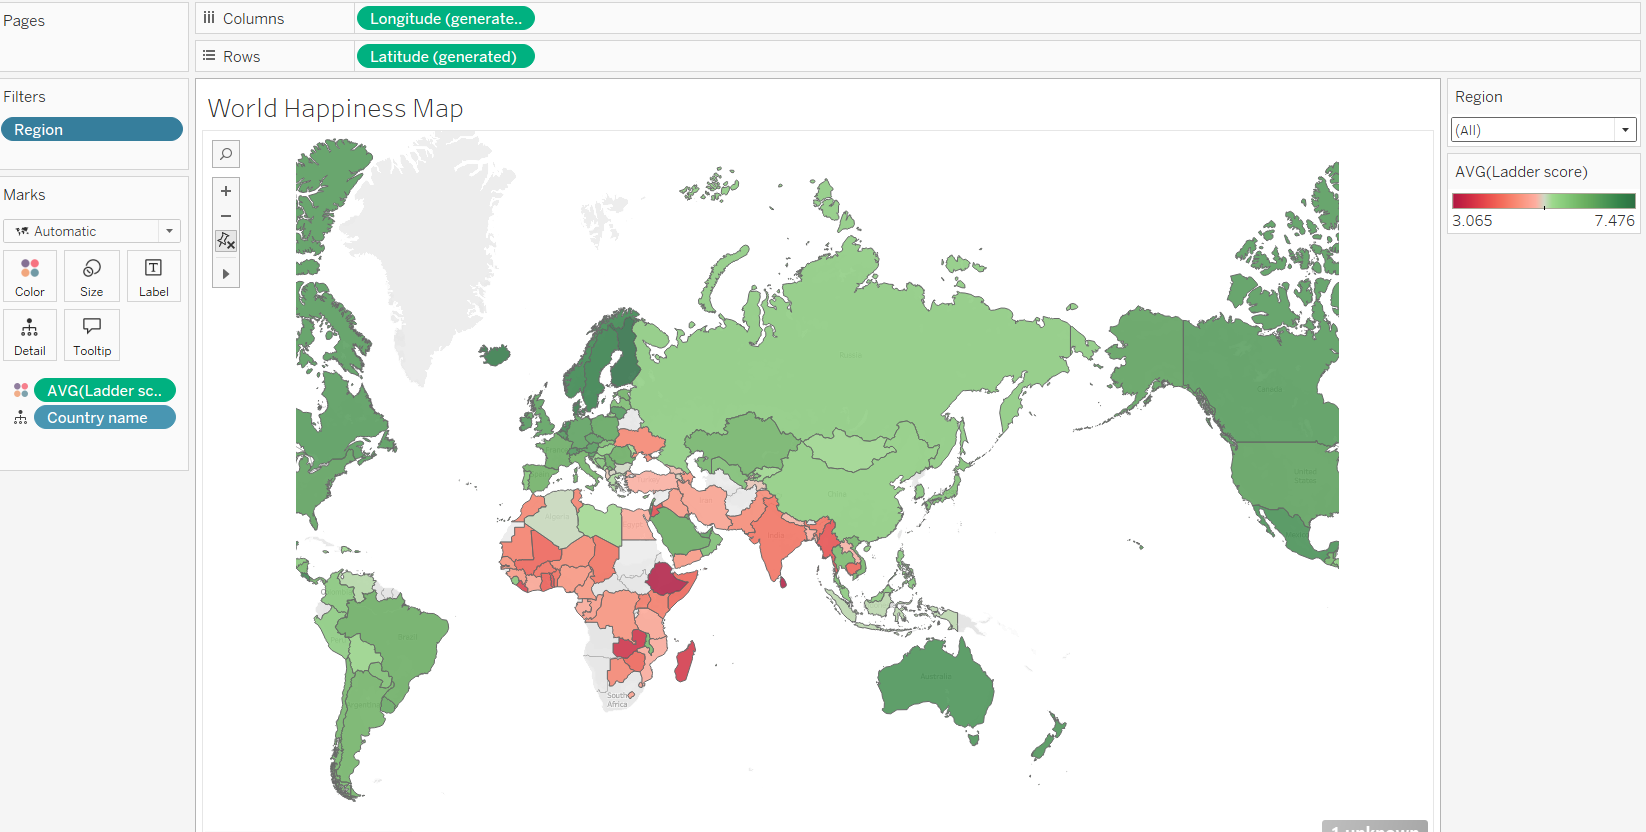 Pages
Columns
Longitude (generate..
Rows
Latitude (generated)
Filters
Region
Marks
Automatic
Color
Size
Label
Detail
Tooltip
AVG(Ladder sc..
Country name
World Happiness Map
Russia
Canada
United
States
China
India
Iran
Egypt
Algeria
Brazil
Argentina
Australia
South
Africa
Region
(All)
AVG(Ladder score)
3.065
7.476
1 unknown